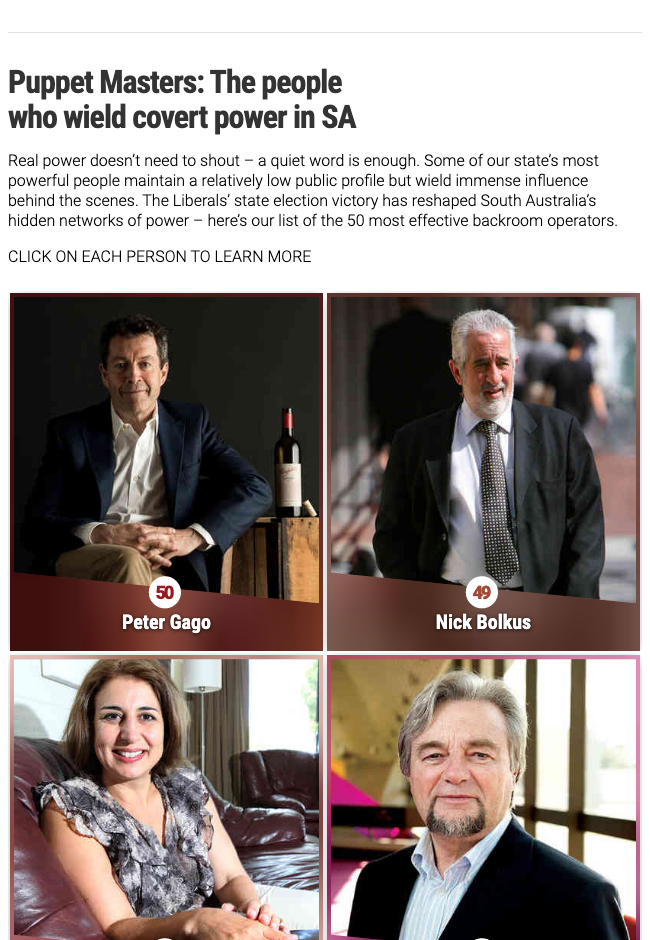 Puppet Masters: The people
who wield covert power in SA
Real power doesn’t need to shout – a quiet word is enough. Some of our state’s most
powerful people maintain a relatively low public profile but wield immense influence
behind the scenes. The Liberals’ state election victory has reshaped South Australia’s
hidden networks of power – here’s our list of the 50 most effective backroom operators.
CLICK ON EACH PERSON TO LEARN MORE
50
Peter Gago
49
Nick Bolkus